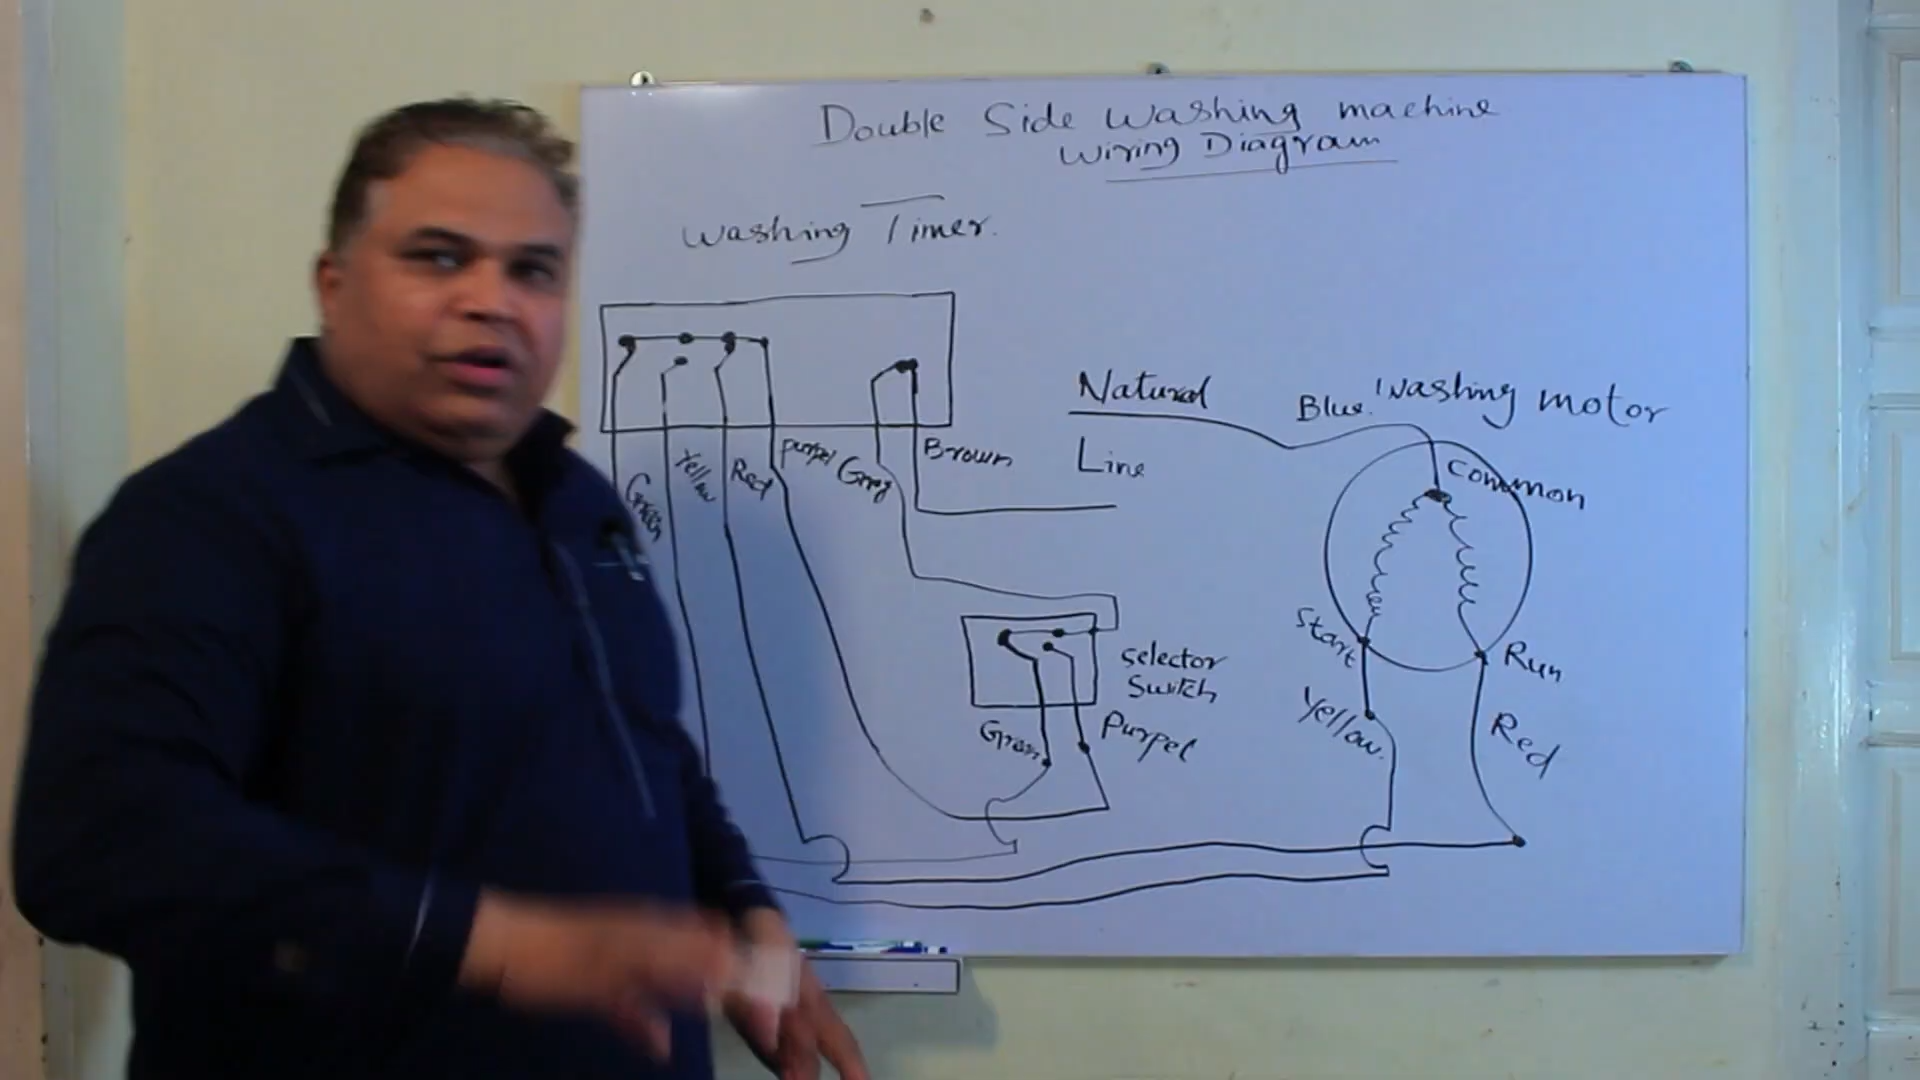 Double Side Washing machine
Wiring Diagram
Washing Timer.
Natural
Blue.
Washing motor
Green
Yellow
Red
purpel
Grey
Brown
Line
Common
Start
Run
Selector
Switch
Green
Purpel
Yellow.
Red